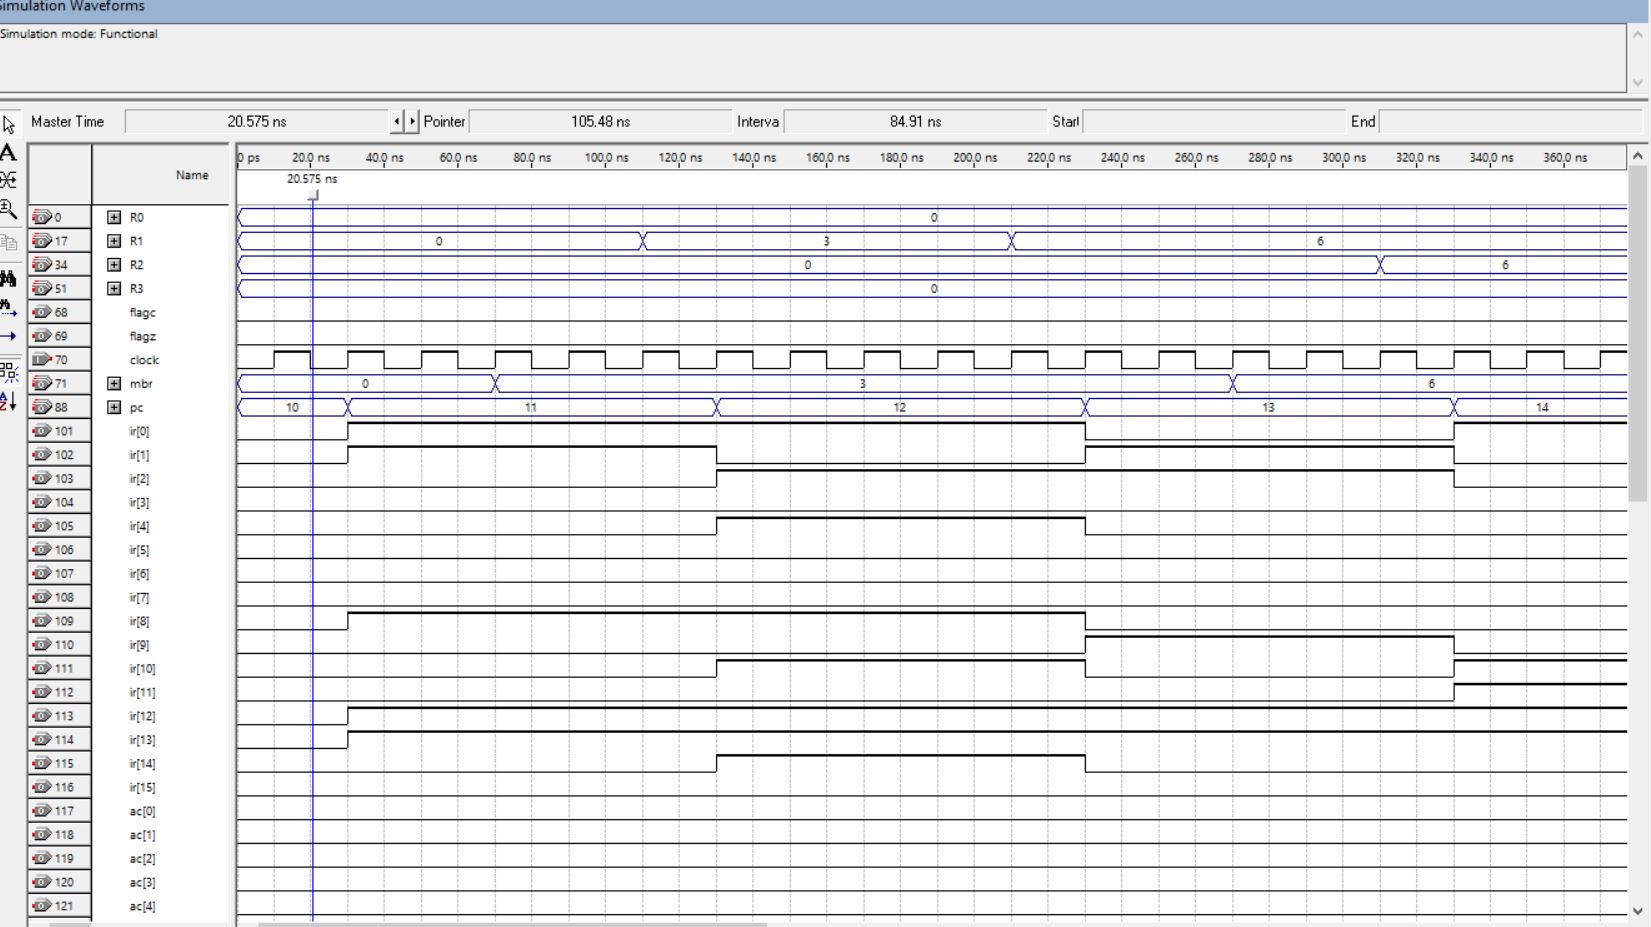 Simulation Waveforms
Simulation mode: Functional
Master Time 20.575 ns Pointer 105.48 ns Interva 84.91 ns Start End
Name 0 ps 20.0 ns 40.0 ns 60.0 ns 80.0 ns 100.0 ns 120.0 ns 140.0 ns 160.0 ns 180.0 ns 200.0 ns 220.0 ns 240.0 ns 260.0 ns 280.0 ns 300.0 ns 320.0 ns 340.0 ns 360.0 ns
20.575 ns
0 R0 0
17 R1 0 3 6
34 R2 0 6
51 R3 0
68 flagc
69 flagz
70 clock
71 mbr 0 3 6
88 pc 10 11 12 13 14
101 ir[0]
102 ir[1]
103 ir[2]
104 ir[3]
105 ir[4]
106 ir[5]
107 ir[6]
108 ir[7]
109 ir[8]
110 ir[9]
111 ir[10]
112 ir[11]
113 ir[12]
114 ir[13]
115 ir[14]
116 ir[15]
117 ac[0]
118 ac[1]
119 ac[2]
120 ac[3]
121 ac[4]